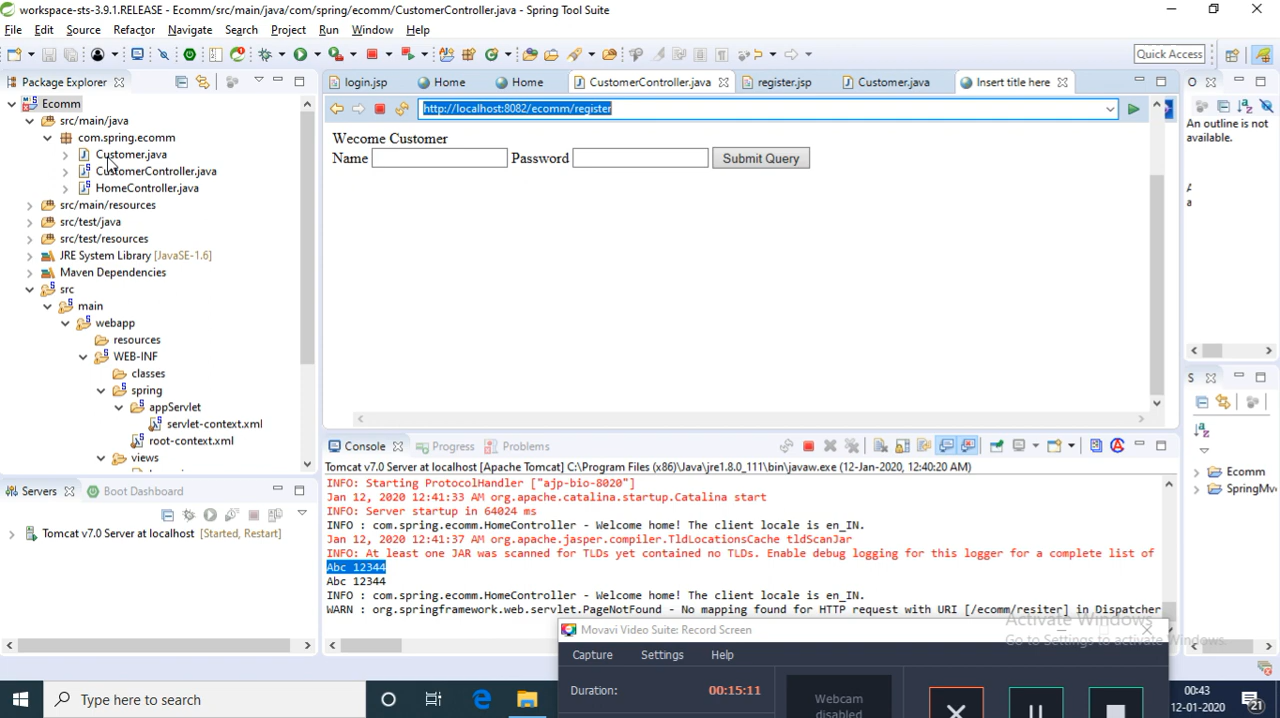 workspace-sts-3.9.1.RELEASE - Ecomm/src/main/java/com/spring/ecomm/CustomerController.java - Spring Tool Suite
File Edit Source Refactor Navigate Search Project Run Window Help
Quick Access
Package Explorer
login.jsp Home Home CustomerController.java register.jsp Customer.java Insert title here
O
Ecomm
src/main/java
com.spring.ecomm
Customer.java
CustomerController.java
HomeController.java
src/main/resources
src/test/java
src/test/resources
JRE System Library [JavaSE-1.6]
Maven Dependencies
src
main
webapp
resources
WEB-INF
classes
spring
appServlet
servlet-context.xml
root-context.xml
views
http://localhost:8082/ecomm/register
Wecome Customer
Name Password Submit Query
An outline is not available.
S
Ecomm
SpringMv
Servers Boot Dashboard
Tomcat v7.0 Server at localhost [Started, Restart]
Console Progress Problems
Tomcat v7.0 Server at localhost [Apache Tomcat] C:\Program Files (x86)\Java\jre1.8.0_111\bin\javaw.exe (12-Jan-2020, 12:40:20 AM)
INFO: Starting ProtocolHandler ["ajp-bio-8020"]
Jan 12, 2020 12:41:33 AM org.apache.catalina.startup.Catalina start
INFO: Server startup in 64024 ms
INFO : com.spring.ecomm.HomeController - Welcome home! The client locale is en_IN.
Jan 12, 2020 12:41:37 AM org.apache.jasper.compiler.TldLocationsCache tldScanJar
INFO: At least one JAR was scanned for TLDs yet contained no TLDs. Enable debug logging for this logger for a complete list of
Abc 12344
Abc 12344
INFO : com.spring.ecomm.HomeController - Welcome home! The client locale is en_IN.
WARN : org.springframework.web.servlet.PageNotFound - No mapping found for HTTP request with URI [/ecomm/resiter] in Dispatcher
Activate Windows
Go to Settings to activate Windows.
Movavi Video Suite: Record Screen
Capture Settings Help
Duration: 00:15:11
Webcam disabled
Type here to search
00:43
12-01-2020
21